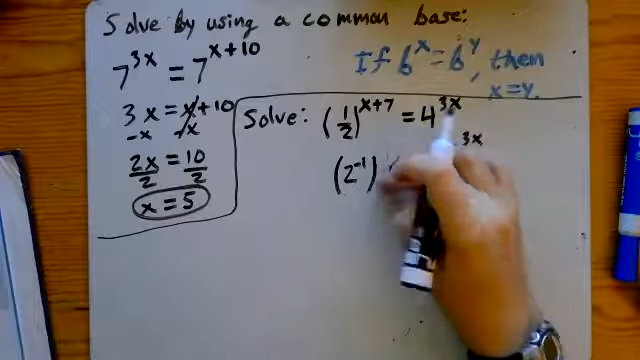 Solve by using a common base:
7^{3x} = 7^{x+10}
If b^x = b^y, then
x=y.
3x = x+10
-x -x
2x = 10
2 2
x = 5
Solve: (1/2)^{x+7} = 4^{3x}
(2^{-1}) 3x